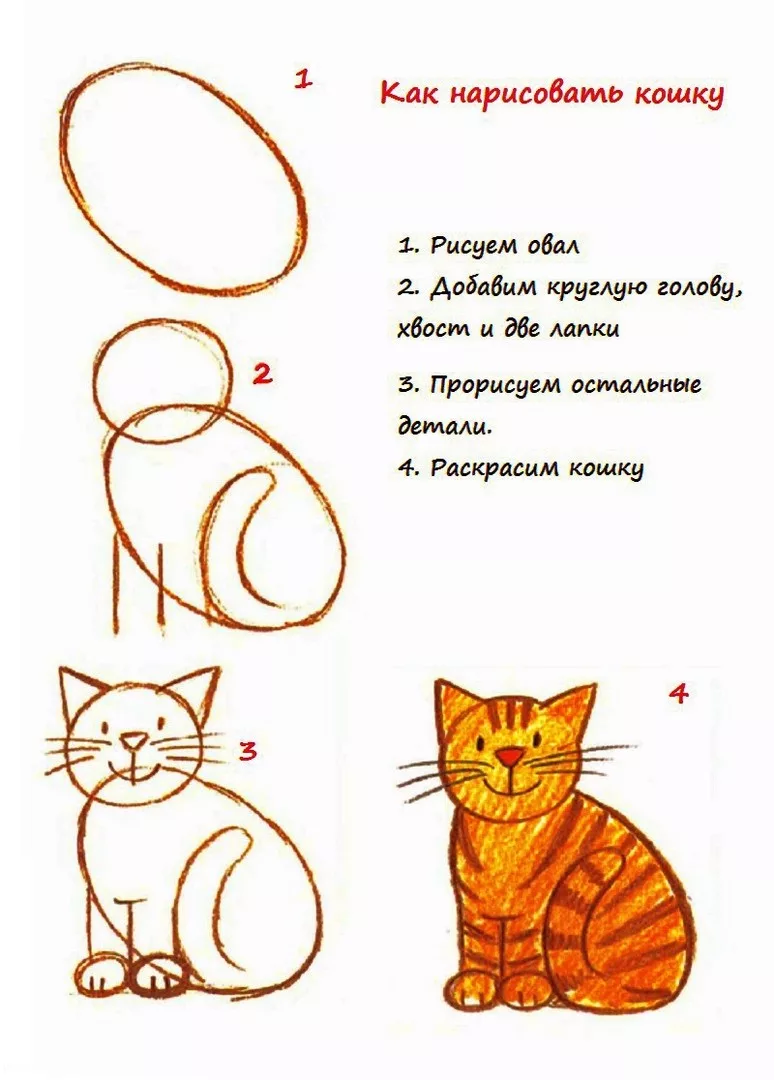 1
Как нарисовать кошку
1. Рисуем овал
2. Добавим круглую голову,
хвост и две лапки
2
3. Прорисуем остальные
детали.
4. Раскрасим кошку
3
4